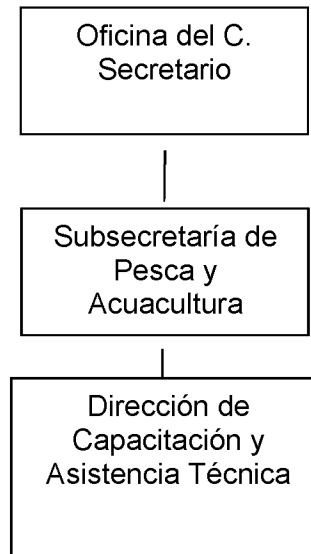 Oficina del C.
Secretario
Subsecretaría de
Pesca y
Acuacultura
Dirección de
Capacitación y
Asistencia Técnica